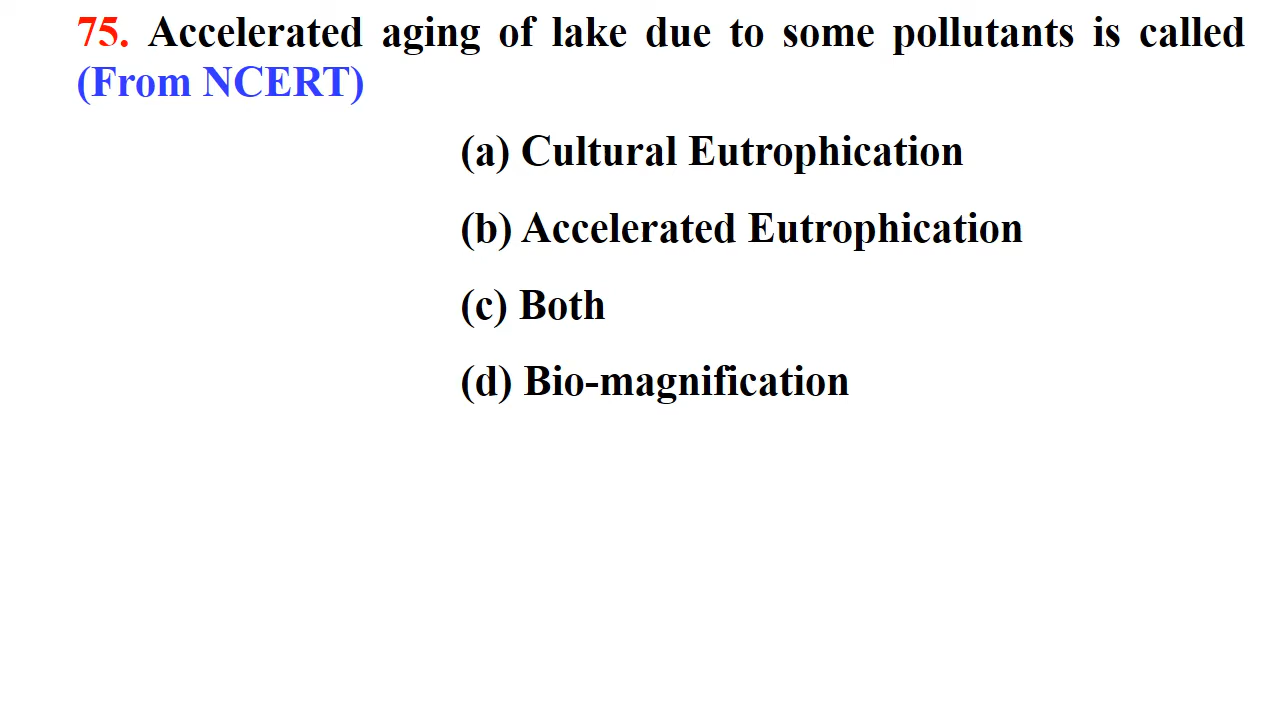 75. Accelerated aging of lake due to some pollutants is called
(From NCERT)
(a) Cultural Eutrophication
(b) Accelerated Eutrophication
(c) Both
(d) Bio-magnification